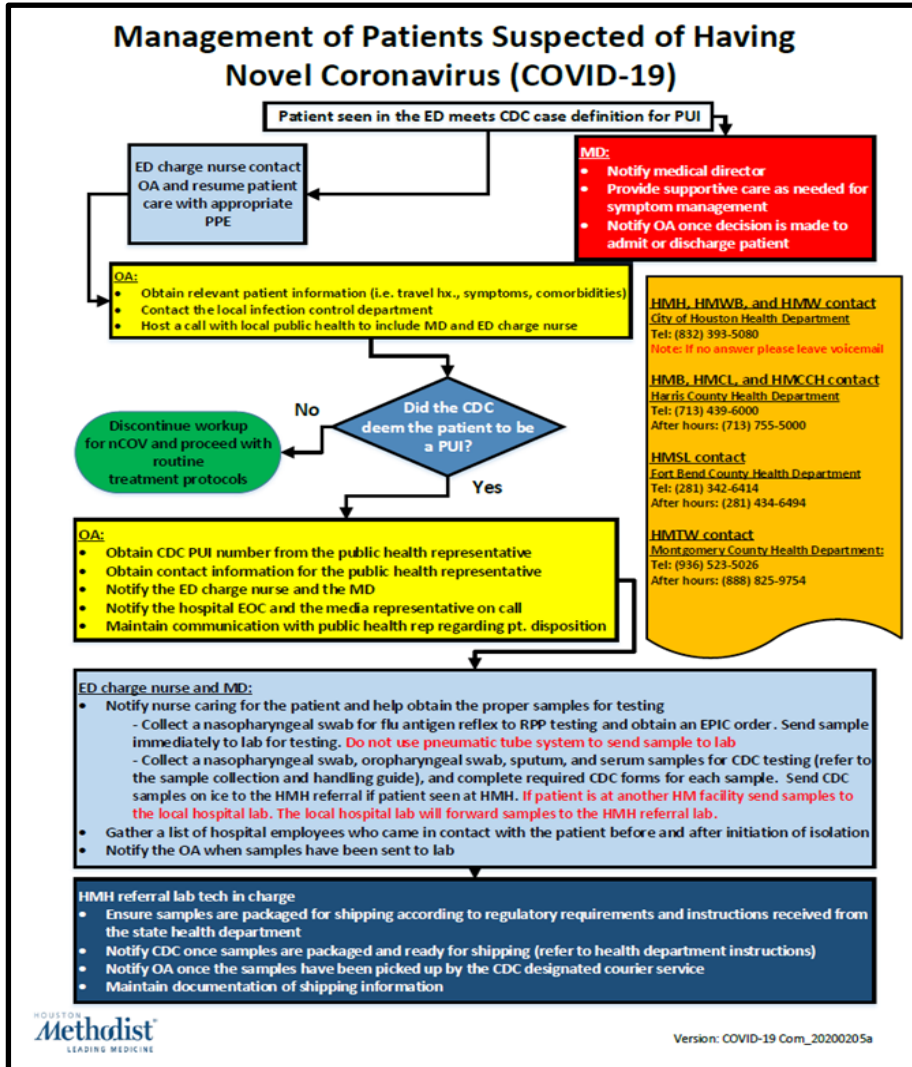 Management of Patients Suspected of Having
Novel Coronavirus (COVID-19)
Patient seen in the ED meets CDC case definition for PUI
ED charge nurse contact
OA and resume patient
care with appropriate
PPE
MD:
• Notify medical director
• Provide supportive care as needed for
symptom management
• Notify OA once decision is made to
admit or discharge patient
OA:
• Obtain relevant patient information (i.e. travel hx., symptoms, comorbidities)
• Contact the local infection control department
• Host a call with local public health to include MD and ED charge nurse
HMH, HMWB, and HMW contact
City of Houston Health Department
Tel: (832) 393-5080
Note: If no answer please leave voicemail
HMB, HMCL, and HMCCH contact
Harris County Health Department
Tel: (713) 439-6000
After hours: (713) 755-5000
HMSL contact
Fort Bend County Health Department
Tel: (281) 342-6414
After hours: (281) 434-6494
HMTW contact
Montgomery County Health Department:
Tel: (936) 523-5026
After hours: (888) 825-9754
Did the CDC
deem the patient to be
a PUI?
No
Discontinue workup
for nCOV and proceed with
routine
treatment protocols
Yes
OA:
• Obtain CDC PUI number from the public health representative
• Obtain contact information for the public health representative
• Notify the ED charge nurse and the MD
• Notify the hospital EOC and the media representative on call
• Maintain communication with public health rep regarding pt. disposition
ED charge nurse and MD:
• Notify nurse caring for the patient and help obtain the proper samples for testing
- Collect a nasopharyngeal swab for flu antigen reflex to RPP testing and obtain an EPIC order. Send sample
immediately to lab for testing. Do not use pneumatic tube system to send sample to lab
- Collect a nasopharyngeal swab, oropharyngeal swab, sputum, and serum samples for CDC testing (refer to
the sample collection and handling guide), and complete required CDC forms for each sample. Send CDC
samples on ice to the HMH referral if patient seen at HMH. If patient is at another HM facility send samples to
the local hospital lab. The local hospital lab will forward samples to the HMH referral lab.
• Gather a list of hospital employees who came in contact with the patient before and after initiation of isolation
• Notify the OA when samples have been sent to lab
HMH referral lab tech in charge
• Ensure samples are packaged for shipping according to regulatory requirements and instructions received from
the state health department
• Notify CDC once samples are packaged and ready for shipping (refer to health department instructions)
• Notify OA once the samples have been picked up by the CDC designated courier service
• Maintain documentation of shipping information
HOUSTON
Methodist
LEADING MEDICINE
Version: COVID-19 Com_20200205a